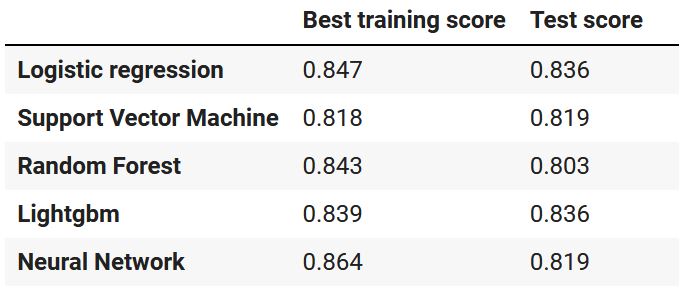 Best training score Test score
Logistic regression 0.847 0.836
Support Vector Machine 0.818 0.819
Random Forest 0.843 0.803
Lightgbm 0.839 0.836
Neural Network 0.864 0.819